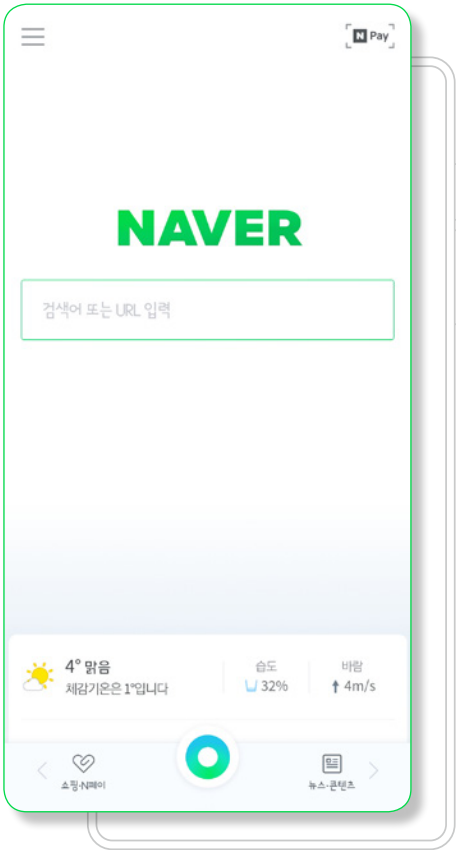 N Pay
NAVER
검색어 또는 URL 입력
4° 맑음
체감기온은 1°입니다
습도
32%
바람
4m/s
쇼핑·N페이
뉴스·콘텐츠